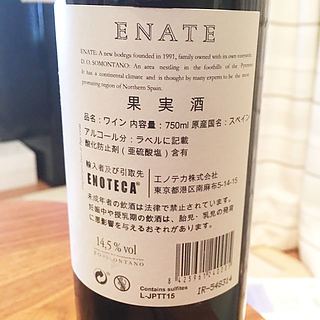 ENATE
ENATE: A new bodega founded in 1991, family owned with its own vineyards.
D.O. SOMONTANO: An area nestling in the foothills of the Pyrenees.
It has a continental climate and is thought by many experts to be the most
promising region of Northern Spain.
果実酒
品名:ワイン 内容量:750ml 原産国名:スペイン
アルコール分:ラベルに記載
酸化防止剤(亜硫酸塩)含有
輸入者及び引取先
ENOTECA®
エノテカ株式会社
東京都港区南麻布5-14-15
未成年者の飲酒は法律で禁止されています。
妊娠中や授乳期の飲酒は、胎児・乳児の発育
に悪影響を与えるおそれがあります。
14,5 % vol
SOMONTANO
Contains sulfites
L-JPTT15
IR-548314